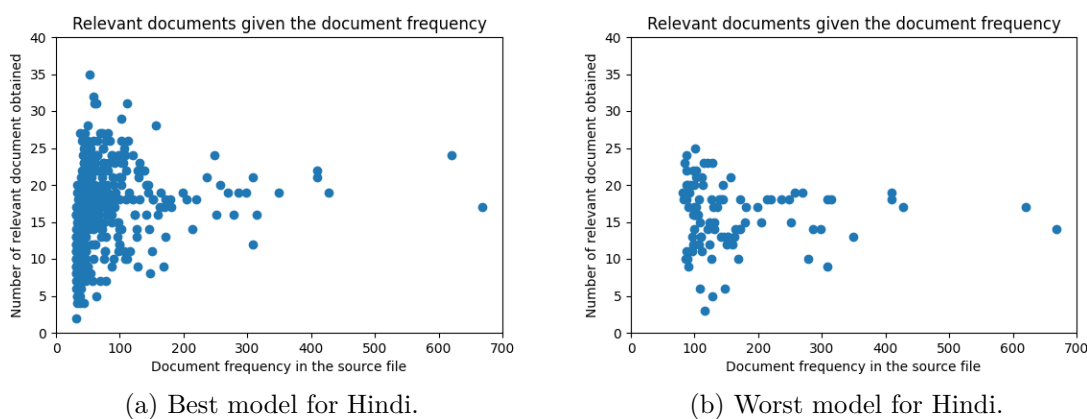 Relevant documents given the document frequency
Number of relevant document obtained
40
35
30
25
20
15
10
5
0
0 100 200 300 400 500 600 700
Document frequency in the source file
(a) Best model for Hindi.
Relevant documents given the document frequency
Number of relevant document obtained
40
35
30
25
20
15
10
5
0
0 100 200 300 400 500 600 700
Document frequency in the source file
(b) Worst model for Hindi.